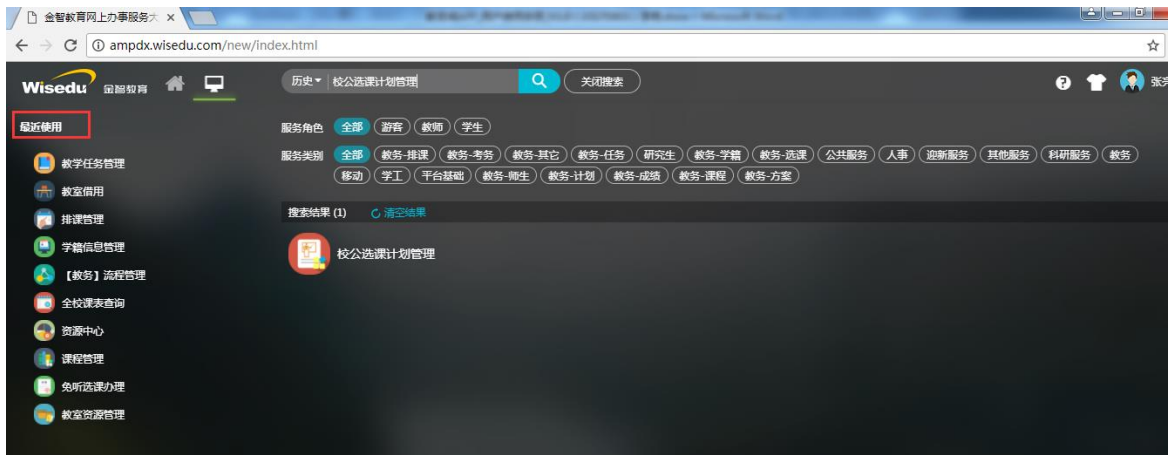 金智教育网上办事服务大
ampdx.wisedu.com/new/index.html
Wisedu 金智教育
历史 校公选课计划管理 关闭搜索
最近使用
教学任务管理
教室借用
排课管理
学籍信息管理
【教务】流程管理
全校课表查询
资源中心
课程管理
免听选课办理
教室资源管理
服务角色 全部 游客 教师 学生
服务类别 全部 教务-排课 教务-考务 教务-其它 教务-任务 研究生 教务-学籍 教务-选课 公共服务 人事 迎新服务 其他服务 科研服务 教务
移动 学工 平台基础 教务-师生 教务-计划 教务-成绩 教务-课程 教务-方案
搜索结果 (1) 清空结果
校公选课计划管理